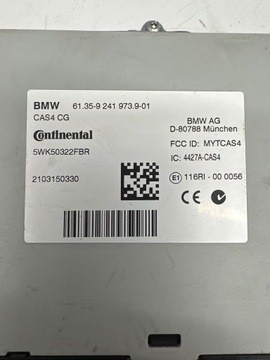 BMW 61.35-9 241 973.9-01
CAS4 CG
BMW AG
D-80788 München
Continental
FCC ID: MYTCAS4
5WK50322FBR
IC: 4427A-CAS4
2103150330
E1 116RI - 00 0056